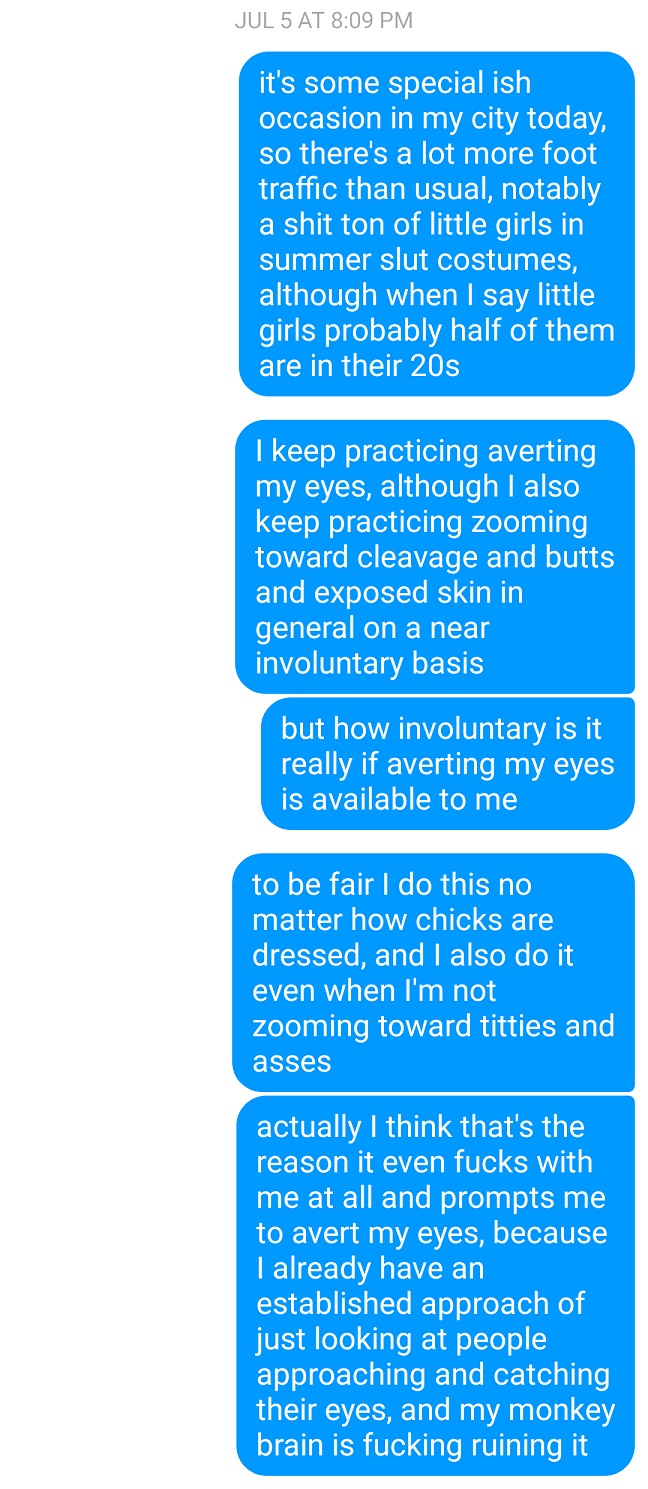 JUL 5 AT 8:09 PM
it's some special ish
occasion in my city today,
so there's a lot more foot
traffic than usual, notably
a shit ton of little girls in
summer slut costumes,
although when I say little
girls probably half of them
are in their 20s
I keep practicing averting
my eyes, although I also
keep practicing zooming
toward cleavage and butts
and exposed skin in
general on a near
involuntary basis
but how involuntary is it
really if averting my eyes
is available to me
to be fair I do this no
matter how chicks are
dressed, and I also do it
even when I'm not
zooming toward titties and
asses
actually I think that's the
reason it even fucks with
me at all and prompts me
to avert my eyes, because
I already have an
established approach of
just looking at people
approaching and catching
their eyes, and my monkey
brain is fucking ruining it